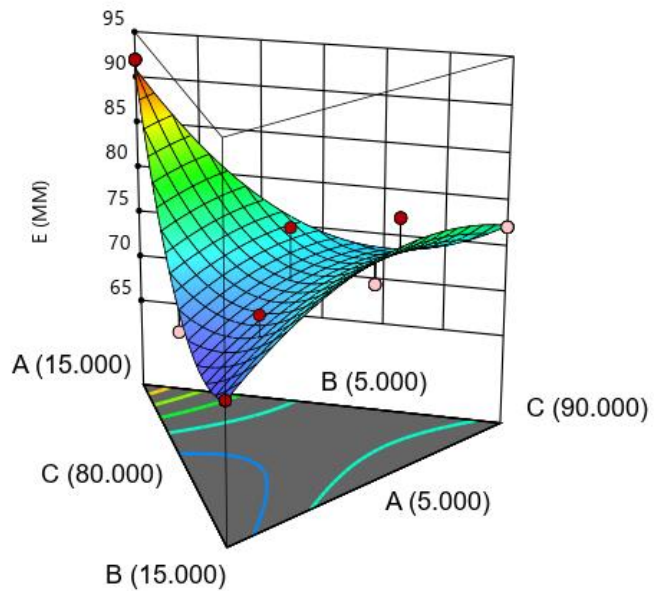 95
90
85
80
75
70
65
E (MM)
A (15.000)
B (5.000)
C (90.000)
C (80.000)
A (5.000)
B (15.000)